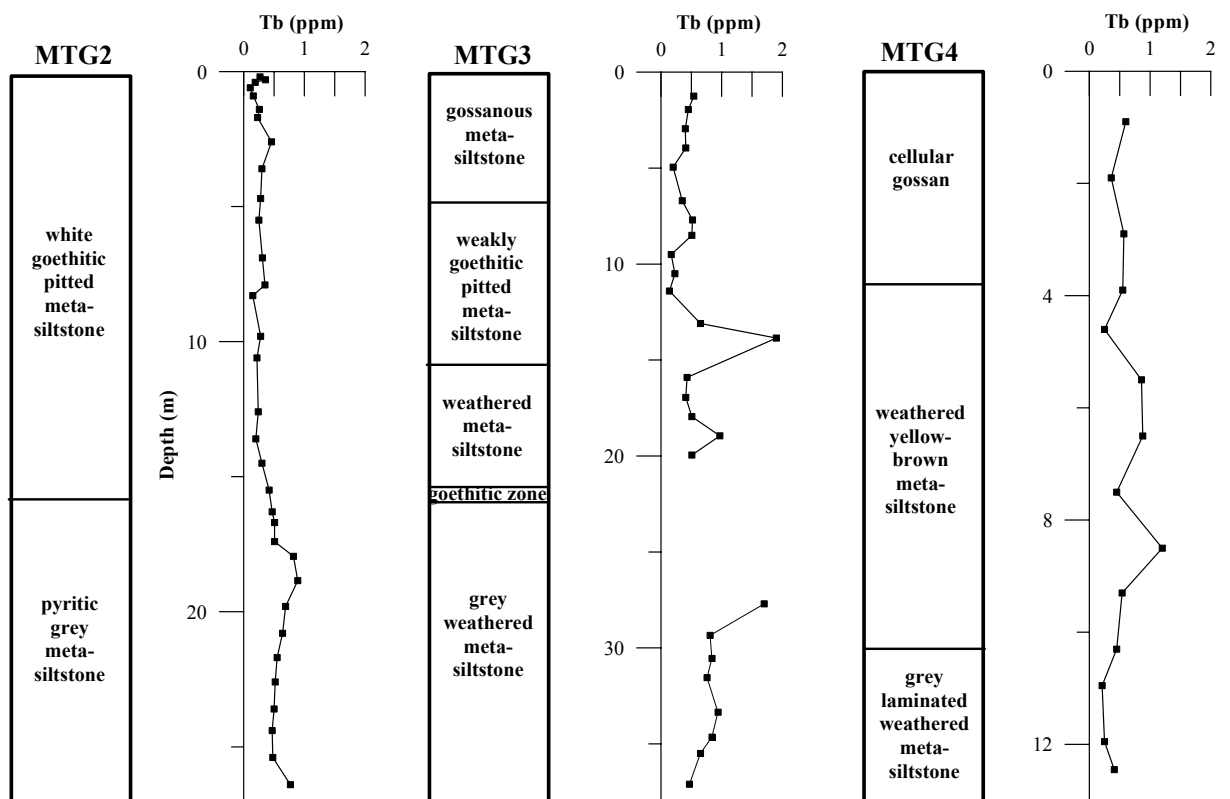 MTG2
white
goethitic
pitted
meta-
siltstone
pyritic
grey
meta-
siltstone
Tb (ppm)
0 1 2
Depth (m)
0
10
20
MTG3
gossanous
meta-
siltstone
weakly
goethitic
pitted
meta-
siltstone
weathered
meta-
siltstone
goethitic zone
grey
weathered
meta-
siltstone
Tb (ppm)
0 1 2
0
10
20
30
MTG4
cellular
gossan
weathered
yellow-
brown
meta-
siltstone
grey
laminated
weathered
meta-
siltstone
Tb (ppm)
0 1 2
0
4
8
12